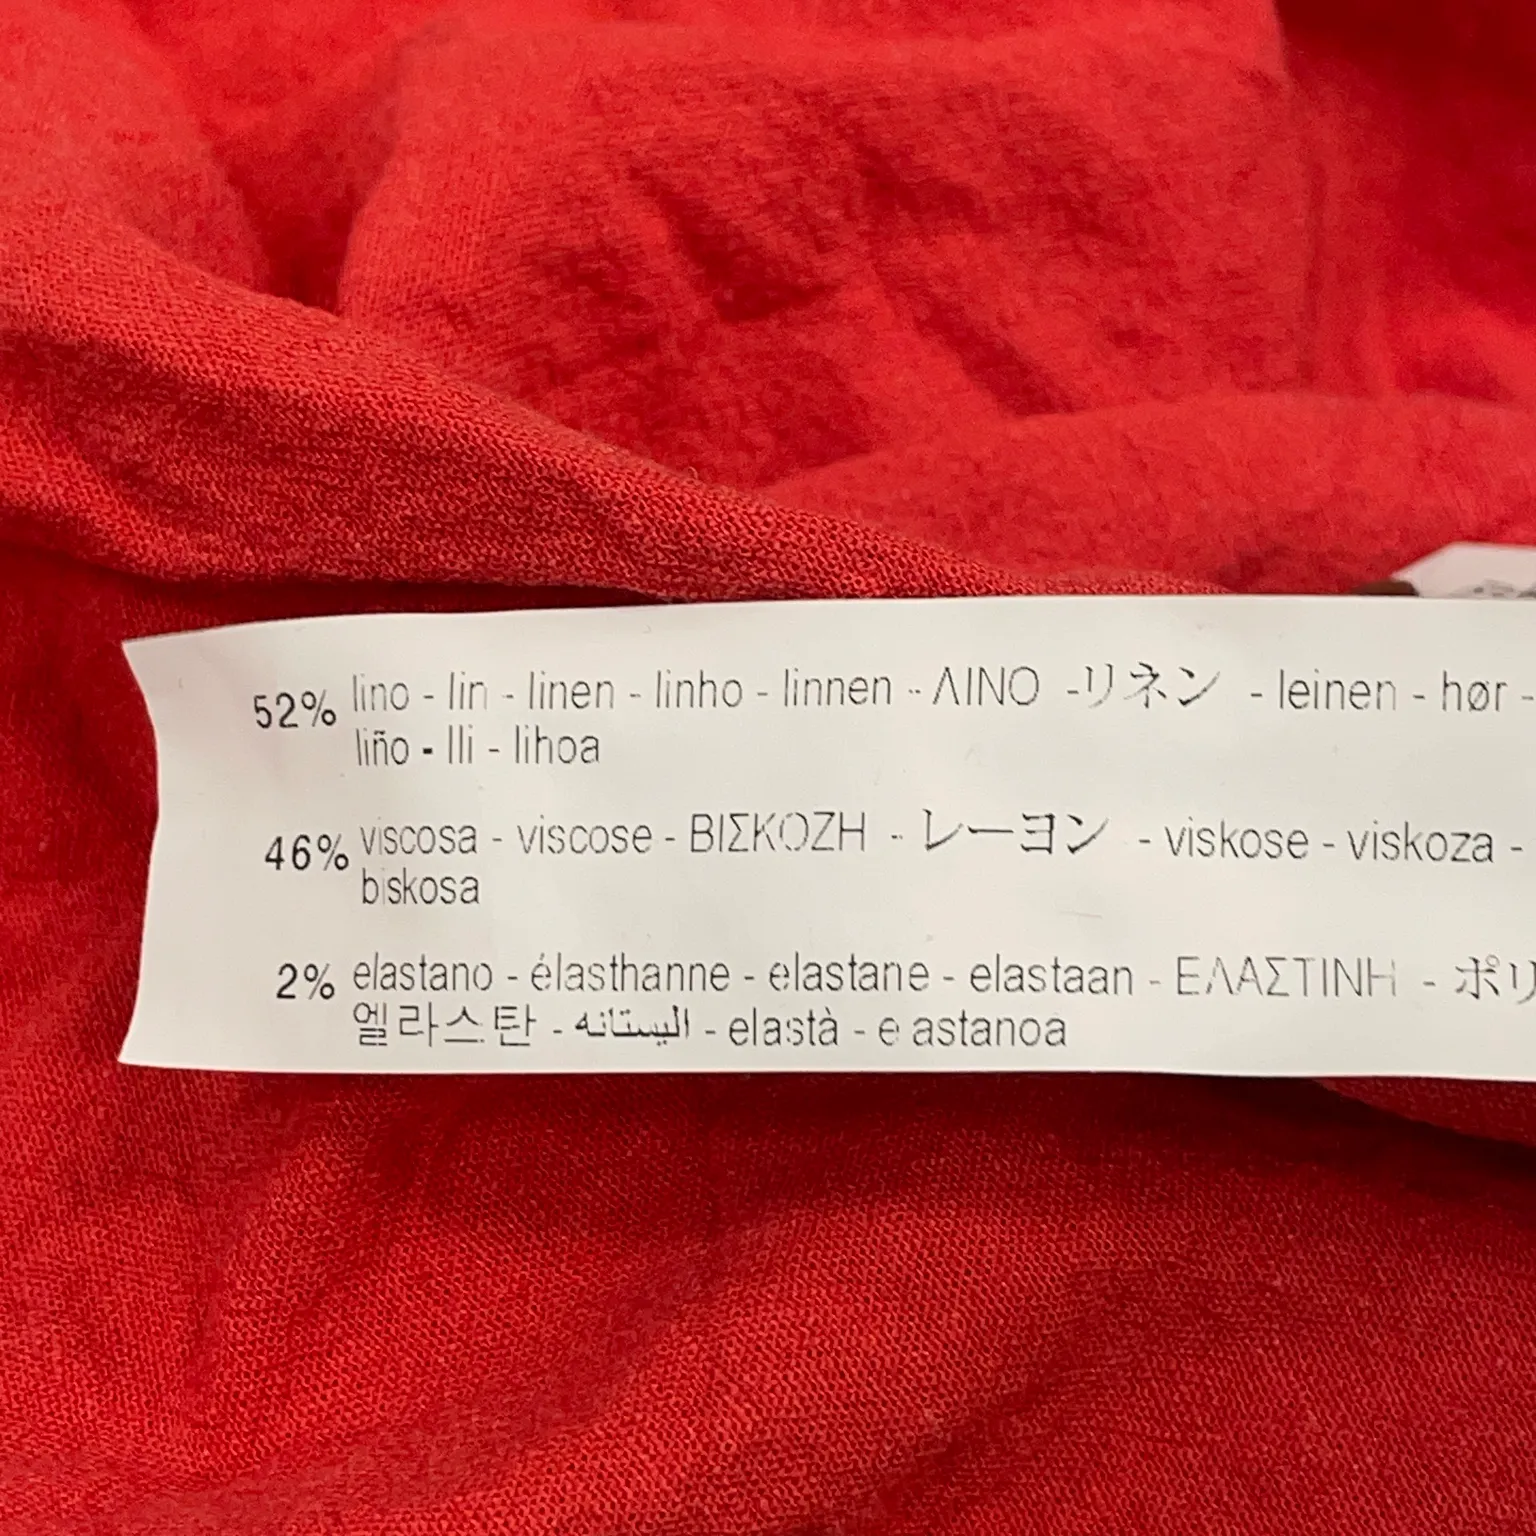 52% lino - lin - linen - linho - linnen - ΛΙΝΟ - リネン - leinen - hør -
liño - lli - lihoa
46% viscosa - viscose - ΒΙΣΚΟΖΗ - レーヨン - viskose - viskoza -
biskosa
2% elastano - élasthanne - elastane - elastaan - ΕΛΑΣΤΙΝΗ - ポリ
엘라스탄 - اليستانه - elastà - e astanoa